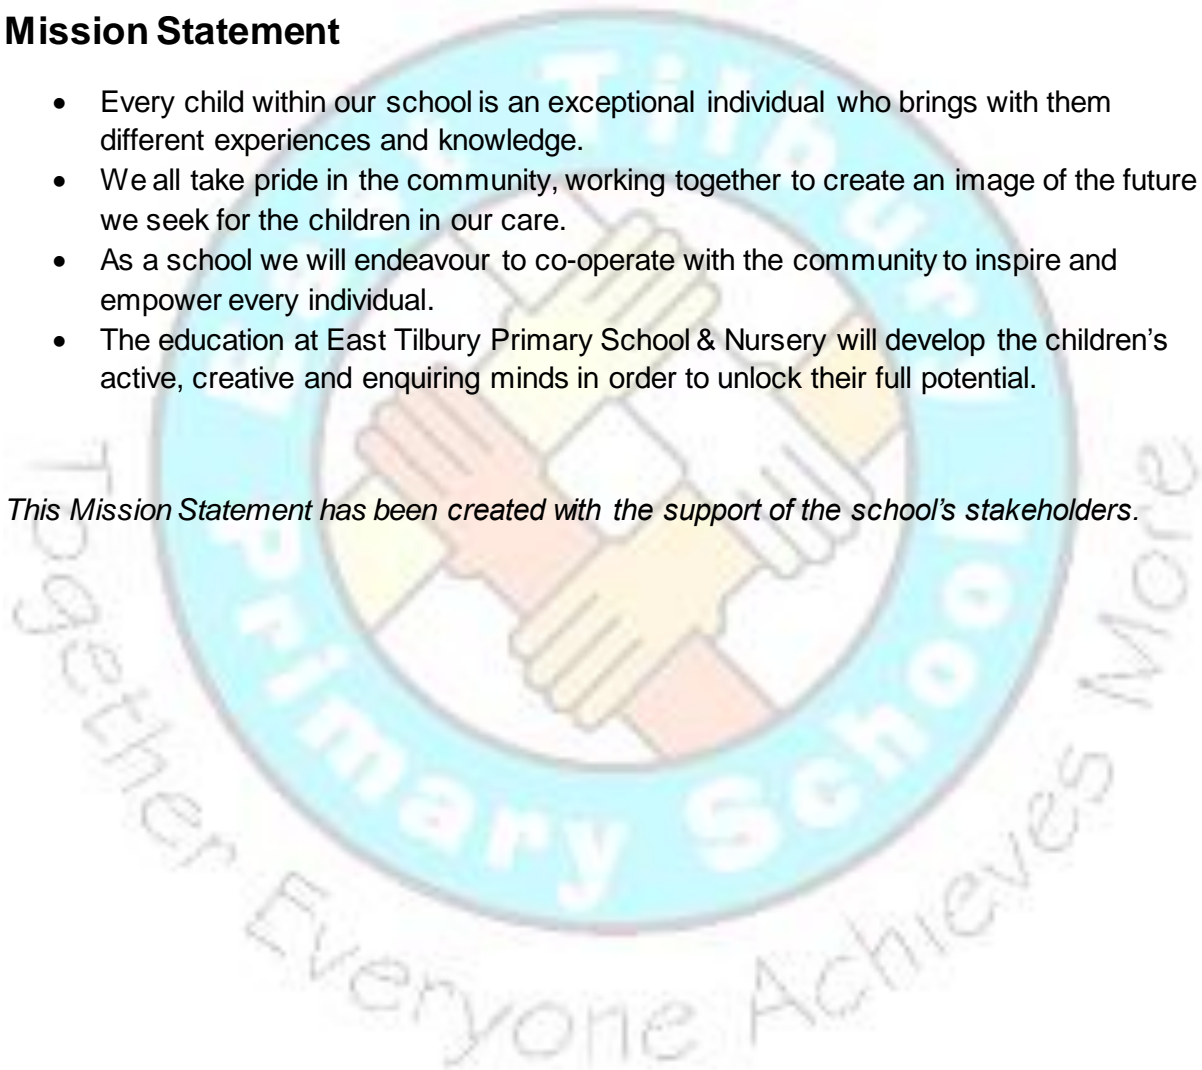 Mission Statement
• Every child within our school is an exceptional individual who brings with them
different experiences and knowledge.
• We all take pride in the community, working together to create an image of the future
we seek for the children in our care.
• As a school we will endeavour to co-operate with the community to inspire and
empower every individual.
• The education at East Tilbury Primary School & Nursery will develop the children’s
active, creative and enquiring minds in order to unlock their full potential.
This Mission Statement has been created with the support of the school’s stakeholders.
East Tilbury
Primary School
Together Everyone Achieves More